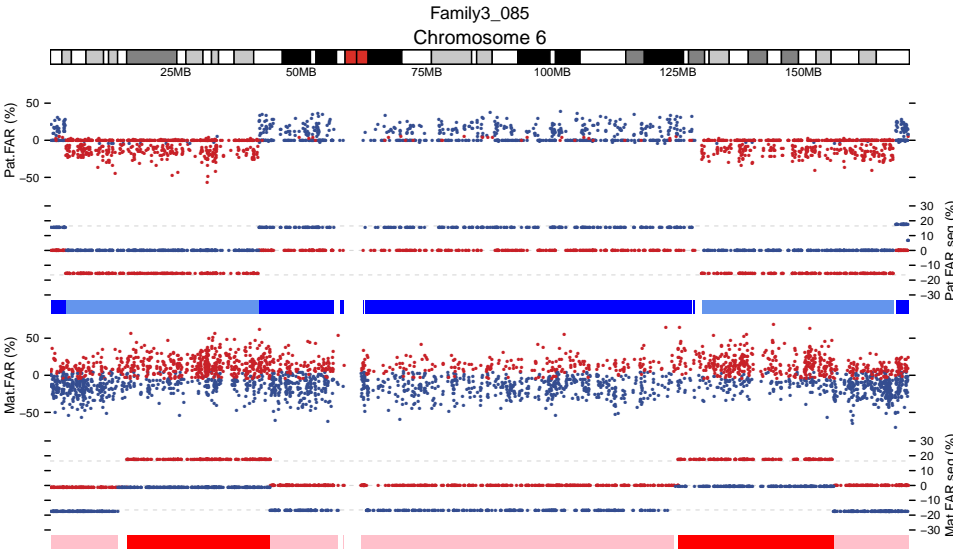 Family3_085
Chromosome 6
25MB 50MB 75MB 100MB 125MB 150MB
Pat.FAR (%)
50
0
−50
Pat.FAR seg (%)
30
20
10
0
−10
−20
−30
Mat.FAR (%)
50
0
−50
Mat.FAR seg (%)
30
20
10
0
−10
−20
−30